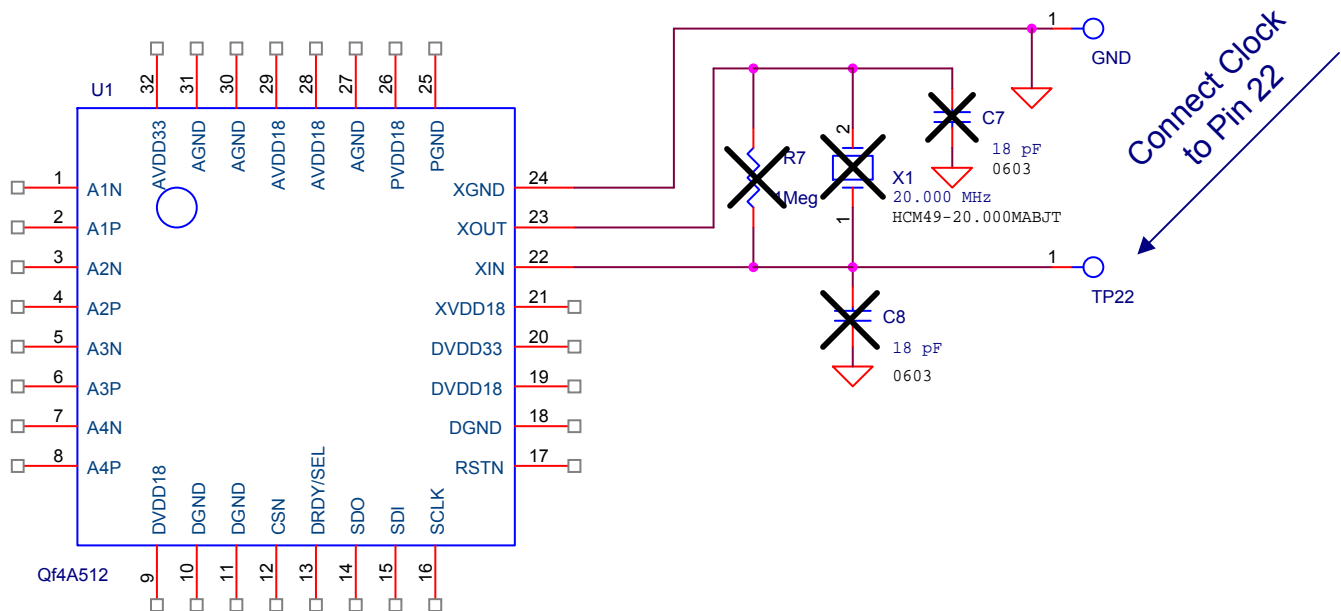 U1
32
31
30
29
28
27
26
25
AVDD33
AGND
AGND
AVDD18
AVDD18
AGND
PVDD18
PGND
1 A1N
2 A1P
3 A2N
4 A2P
5 A3N
6 A3P
7 A4N
8 A4P
XGND 24
XOUT 23
XIN 22
XVDD18 21
DVDD33 20
DVDD18 19
DGND 18
RSTN 17
DVDD18
DGND
DGND
CSN
DRDY/SEL
SDO
SDI
SCLK
9
10
11
12
13
14
15
16
Qf4A512
1
GND
R7
1Meg
2
X1
20.000 MHz
HCM49-20.000MABJT
1
C7
18 pF
0603
C8
18 pF
0603
1
TP22
Connect Clock
to Pin 22